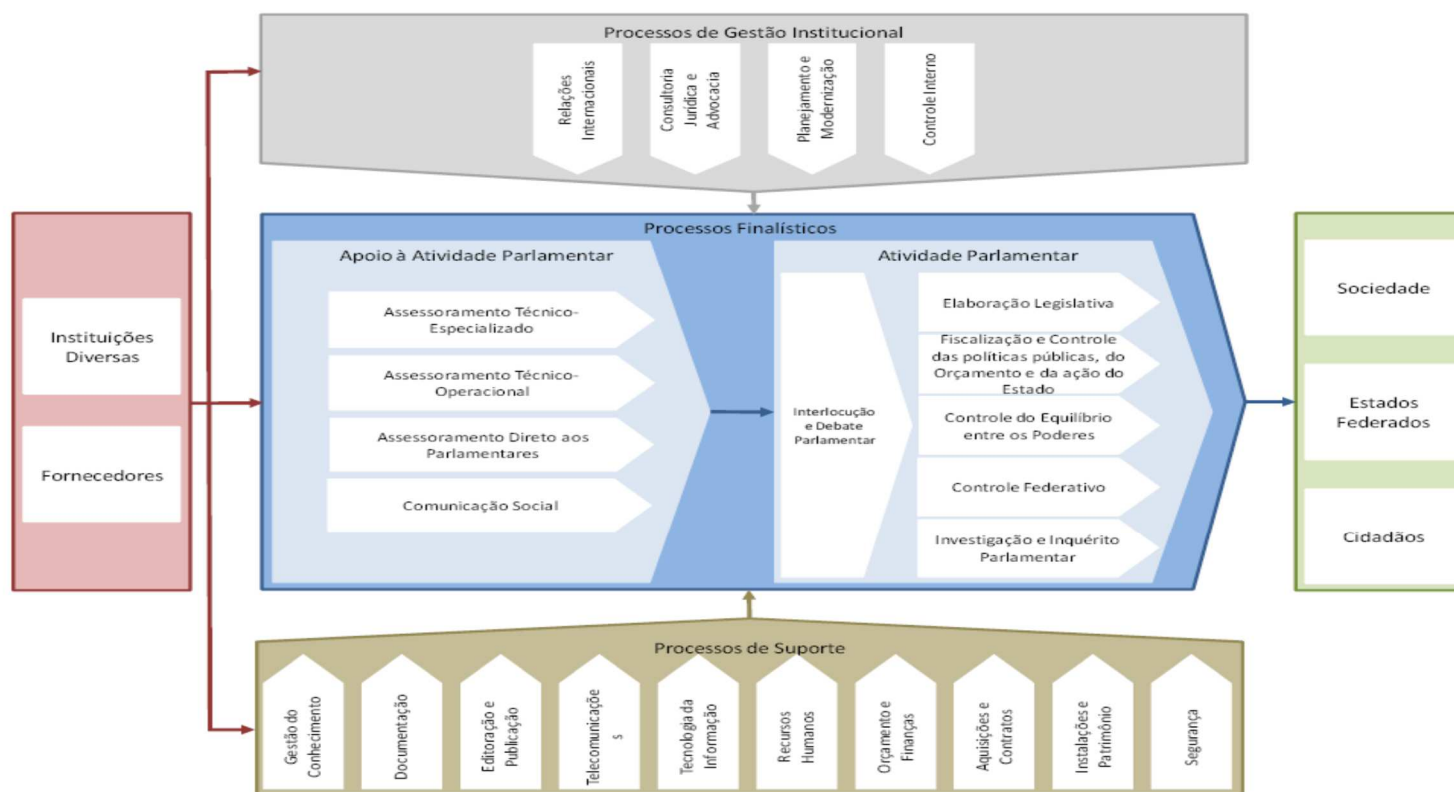 Processos de Gestão Institucional
Relações
Internacionais
Consultoria
Jurídica e
Advocacia
Planejamento e
Modernização
Controle Interno
Instituições
Diversas
Fornecedores
Processos Finalísticos
Apoio à Atividade Parlamentar
Assessoramento Técnico-
Especializado
Assessoramento Técnico-
Operacional
Assessoramento Direto aos
Parlamentares
Comunicação Social
Atividade Parlamentar
Interlocução
e Debate
Parlamentar
Elaboração Legislativa
Fiscalização e Controle
das políticas públicas, do
Orçamento e da ação do
Estado
Controle do Equilíbrio
entre os Poderes
Controle Federativo
Investigação e Inquérito
Parlamentar
Sociedade
Estados
Federados
Cidadãos
Processos de Suporte
Gestão do
Conhecimento
Documentação
Editoração e
Publicação
Telecomunicaçõe
s
Tecnologia da
Informação
Recursos
Humanos
Orçamento e
Finanças
Aquisições e
Contratos
Instalações e
Patrimônio
Segurança